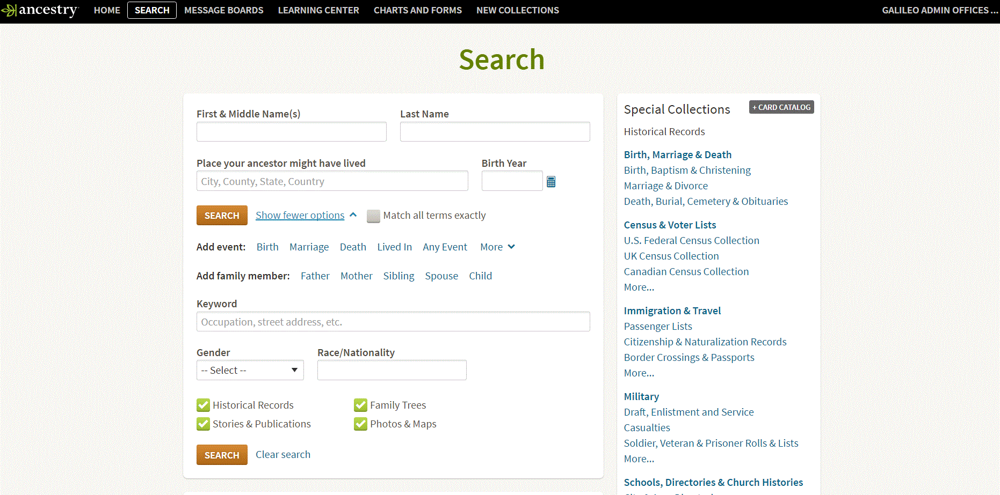 ancestry HOME SEARCH MESSAGE BOARDS LEARNING CENTER CHARTS AND FORMS NEW COLLECTIONS GALILEO ADMIN OFFICES ...
Search
First & Middle Name(s) Last Name
Place your ancestor might have lived Birth Year
City, County, State, Country
SEARCH Show fewer options Match all terms exactly
Add event: Birth Marriage Death Lived In Any Event More
Add family member: Father Mother Sibling Spouse Child
Keyword
Occupation, street address, etc.
Gender Race/Nationality
-- Select --
Historical Records Family Trees
Stories & Publications Photos & Maps
SEARCH Clear search
Special Collections + CARD CATALOG
Historical Records
Birth, Marriage & Death
Birth, Baptism & Christening
Marriage & Divorce
Death, Burial, Cemetery & Obituaries
Census & Voter Lists
U.S. Federal Census Collection
UK Census Collection
Canadian Census Collection
More...
Immigration & Travel
Passenger Lists
Citizenship & Naturalization Records
Border Crossings & Passports
More...
Military
Draft, Enlistment and Service
Casualties
Soldier, Veteran & Prisoner Rolls & Lists
More...
Schools, Directories & Church Histories